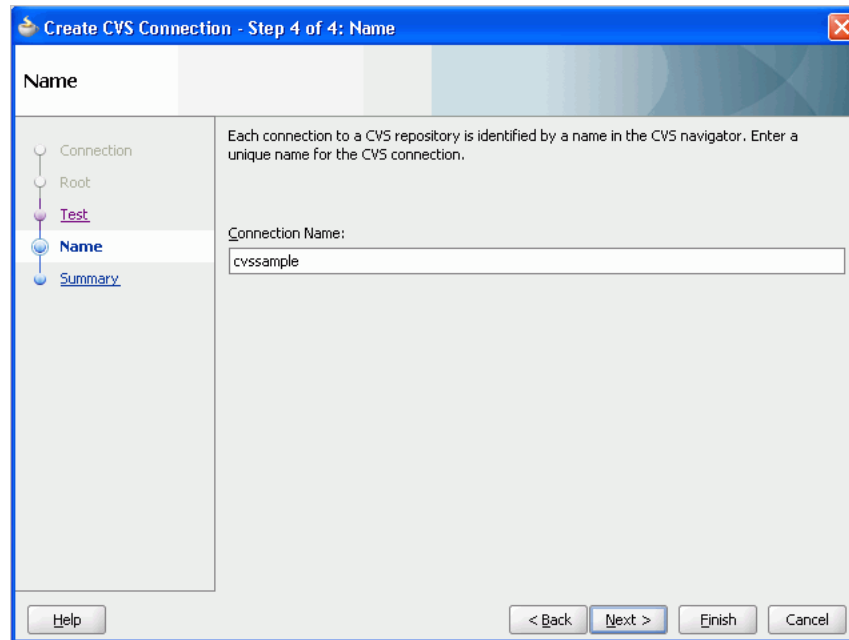 Create CVS Connection - Step 4 of 4: Name
Name
Connection
Root
Test
Name
Summary
Each connection to a CVS repository is identified by a name in the CVS navigator. Enter a
unique name for the CVS connection.
Connection Name:
cvssample
Help
< Back
Next >
Finish
Cancel